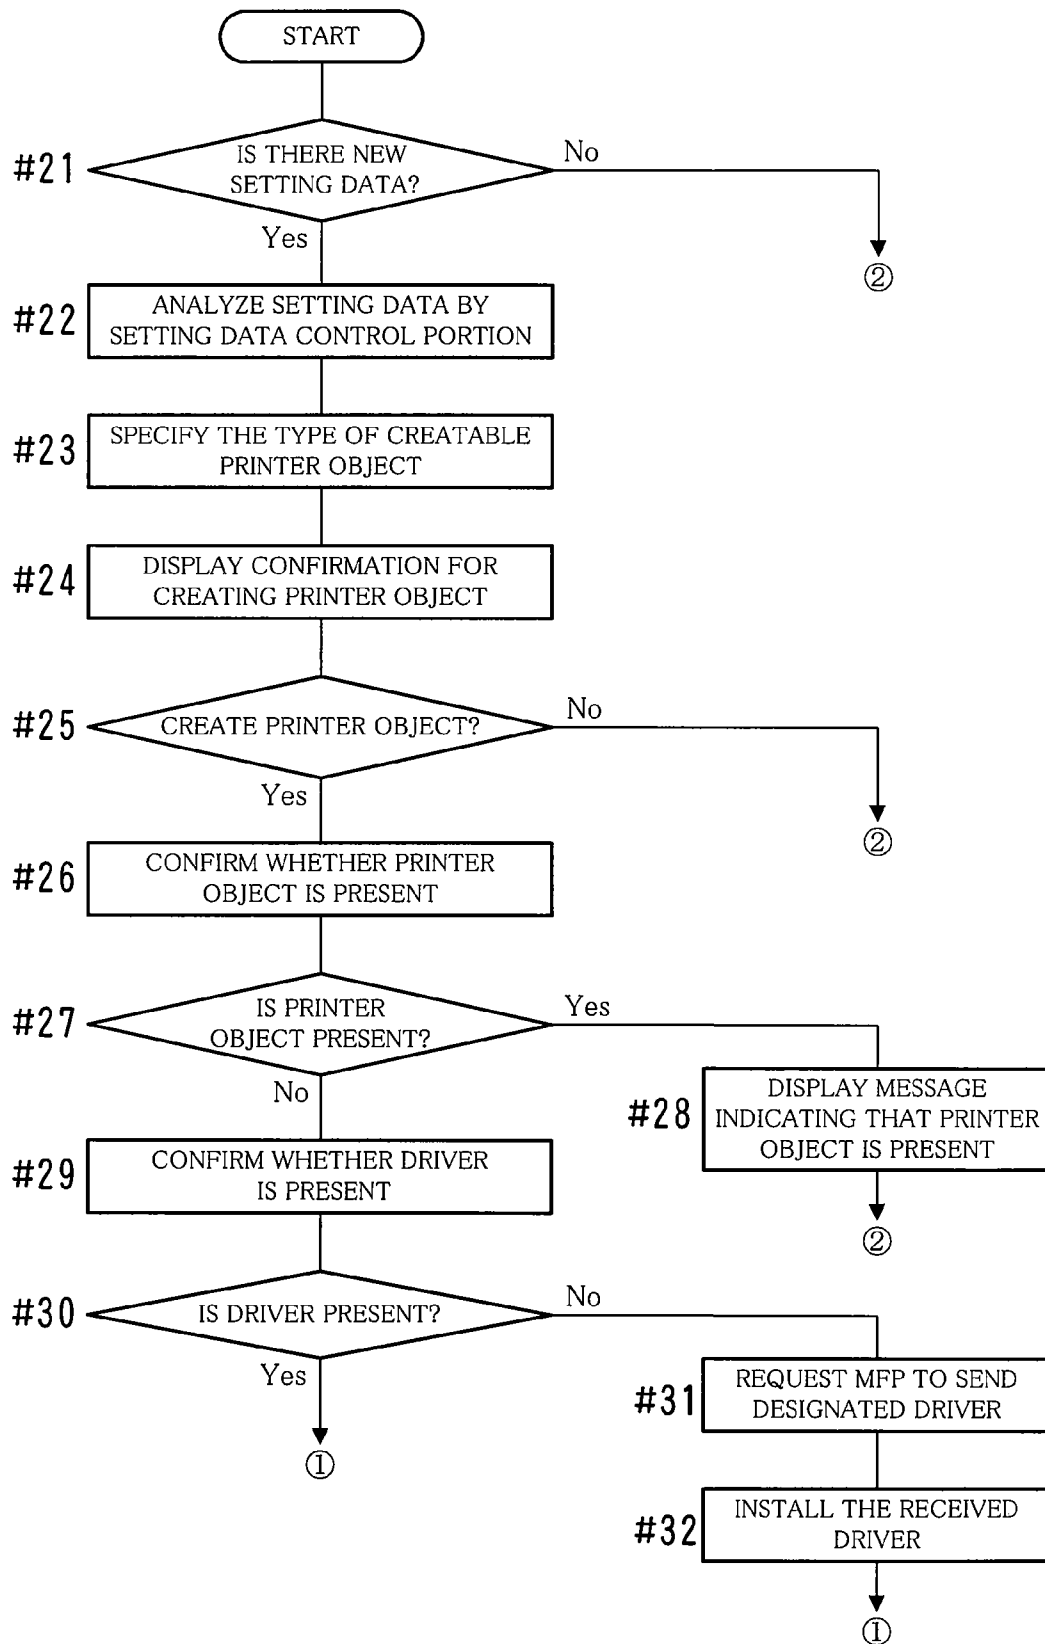 START
#21
IS THERE NEW
SETTING DATA?
No
Yes
②
#22
ANALYZE SETTING DATA BY
SETTING DATA CONTROL PORTION
#23
SPECIFY THE TYPE OF CREATABLE
PRINTER OBJECT
#24
DISPLAY CONFIRMATION FOR
CREATING PRINTER OBJECT
#25
CREATE PRINTER OBJECT?
No
Yes
②
#26
CONFIRM WHETHER PRINTER
OBJECT IS PRESENT
#27
IS PRINTER
OBJECT PRESENT?
Yes
No
#28
DISPLAY MESSAGE
INDICATING THAT PRINTER
OBJECT IS PRESENT
②
#29
CONFIRM WHETHER DRIVER
IS PRESENT
#30
IS DRIVER PRESENT?
No
Yes
①
#31
REQUEST MFP TO SEND
DESIGNATED DRIVER
#32
INSTALL THE RECEIVED
DRIVER
①